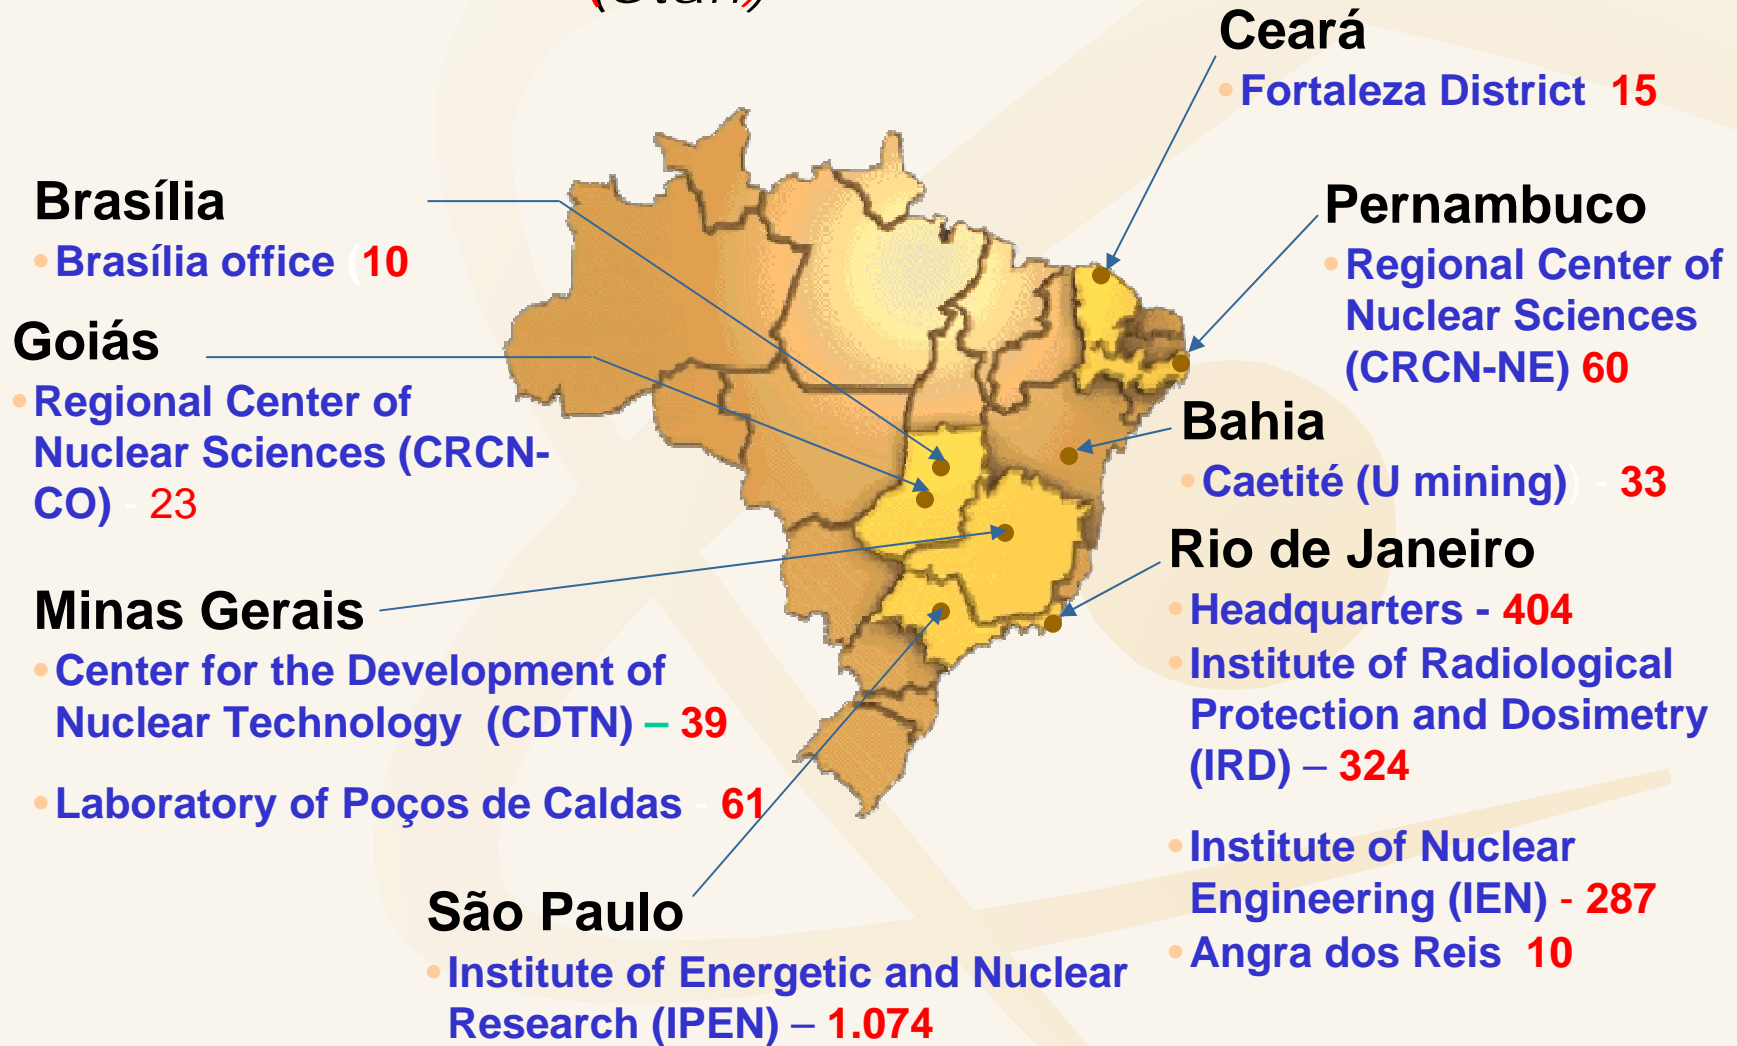 Ceará
• Fortaleza District 15
Brasília
• Brasília office (10
Pernambuco
• Regional Center of
Nuclear Sciences
(CRCN-NE) 60
Goiás
• Regional Center of
Nuclear Sciences (CRCN-
CO) - 23
Bahia
• Caetité (U mining) ) - 33
Minas Gerais
• Center for the Development of
Nuclear Technology (CDTN) – 39
• Laboratory of Poços de Caldas - 61
Rio de Janeiro
• Headquarters - 404
• Institute of Radiological
Protection and Dosimetry
(IRD) – 324
• Institute of Nuclear
Engineering (IEN) - 287
• Angra dos Reis 10
São Paulo
• Institute of Energetic and Nuclear
Research (IPEN) – 1.074